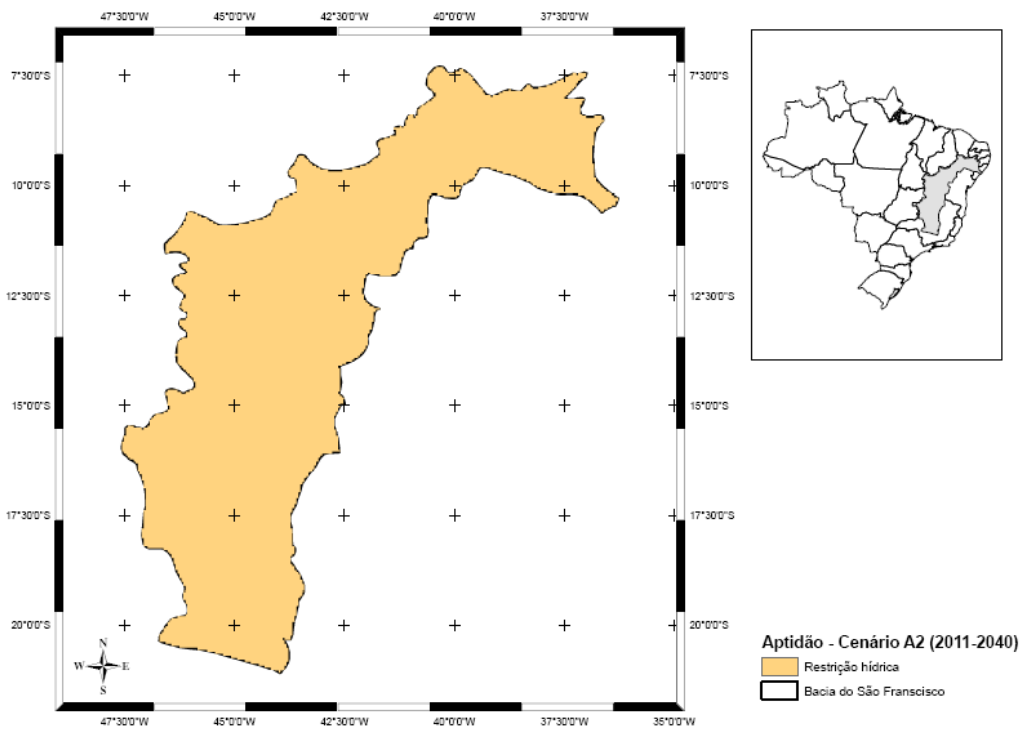 47°30'0"W 45°0'0"W 42°30'0"W 40°0'0"W 37°30'0"W
7°30'0"S 7°30'0"S
10°0'0"S 10°0'0"S
12°30'0"S 12°30'0"S
15°0'0"S 15°0'0"S
17°30'0"S 17°30'0"S
20°0'0"S 20°0'0"S
N
W E
S
47°30'0"W 45°0'0"W 42°30'0"W 40°0'0"W 37°30'0"W 35°0'0"W
Aptidão - Cenário A2 (2011-2040)
Restrição hídrica
Bacia do São Franscisco